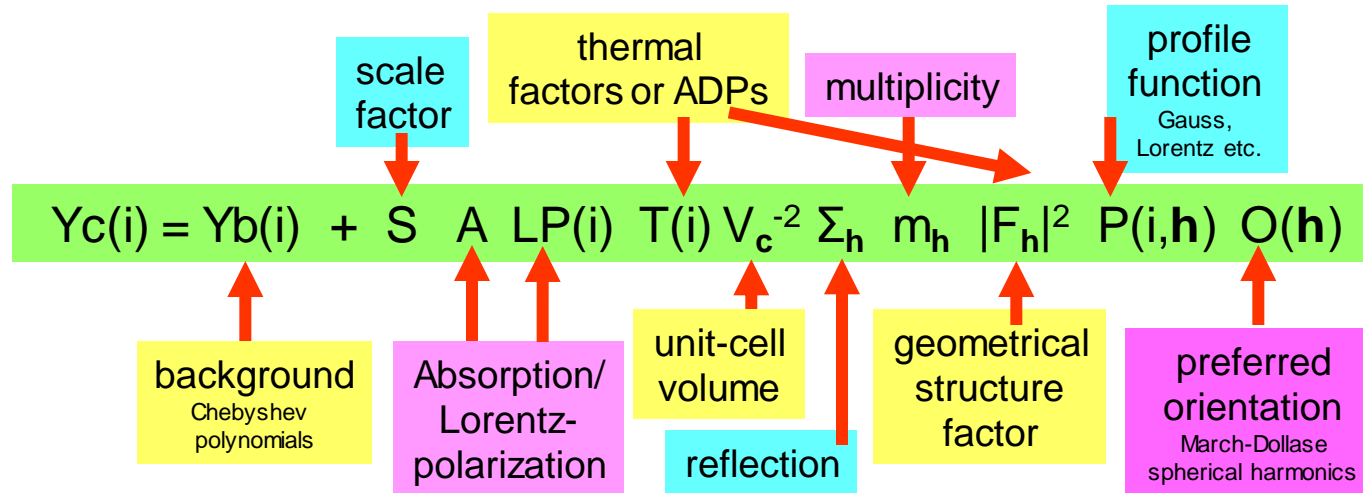 scale
factor
thermal
factors or ADPs
multiplicity
profile
function
Gauss,
Lorentz etc.
Yc(i) = Yb(i) + S A LP(i) T(i) Vc⁻² Σh mh |Fh|² P(i,h) O(h)
background
Chebyshev
polynomials
Absorption/
Lorentz-
polarization
unit-cell
volume
reflection
geometrical
structure
factor
preferred
orientation
March-Dollase
spherical harmonics